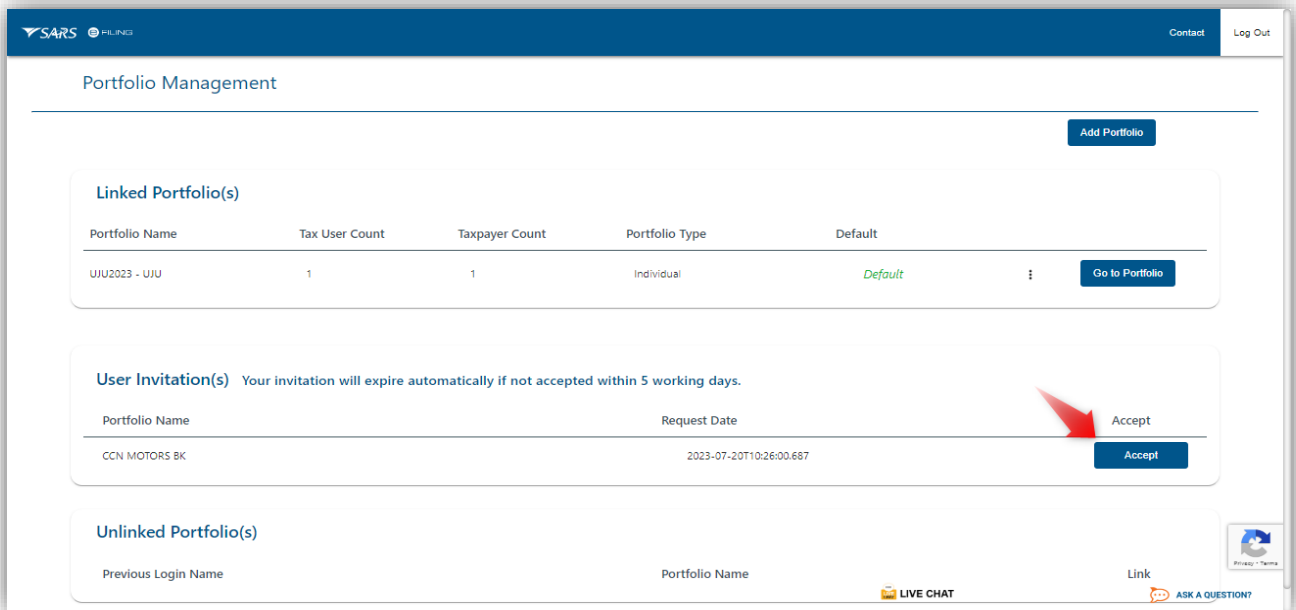 SARS eFILING Contact Log Out
Portfolio Management
Add Portfolio
Linked Portfolio(s)
Portfolio Name Tax User Count Taxpayer Count Portfolio Type Default
UJU2023 - UJU 1 1 Individual Default Go to Portfolio
User Invitation(s) Your invitation will expire automatically if not accepted within 5 working days.
Portfolio Name Request Date Accept
CCN MOTORS BK 2023-07-20T10:26:00.687 Accept
Unlinked Portfolio(s)
Privacy - Terms
Previous Login Name Portfolio Name Link
LIVE CHAT ASK A QUESTION?